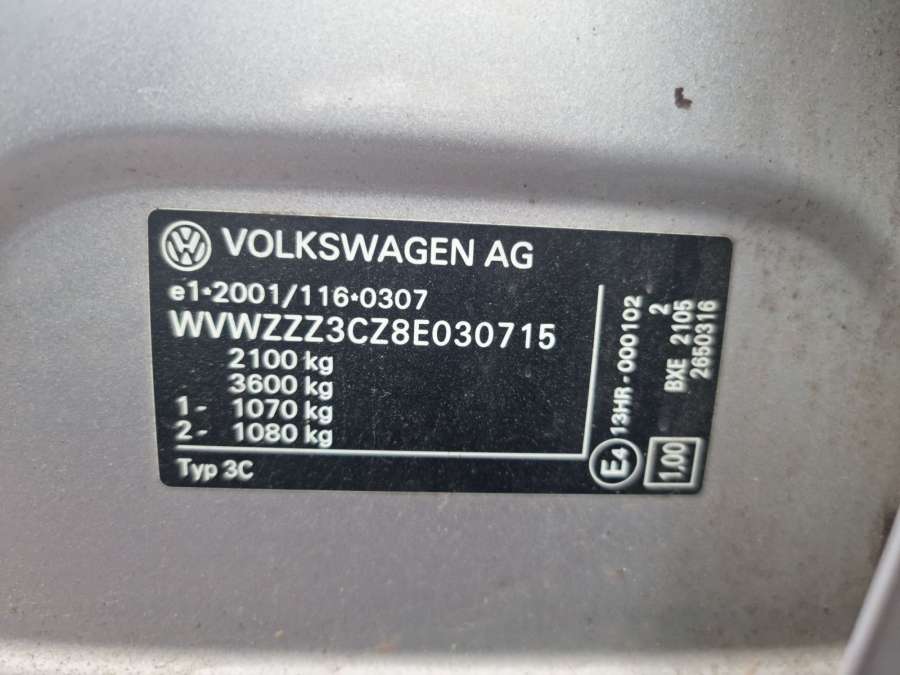 VOLKSWAGEN AG
e1*2001/116*0307
WVWZZZ3CZ8E030715
2100 kg
3600 kg
1- 1070 kg
2- 1080 kg
Typ 3C
E4 13HR-000102
2
BXE 2105
2650316
1,00